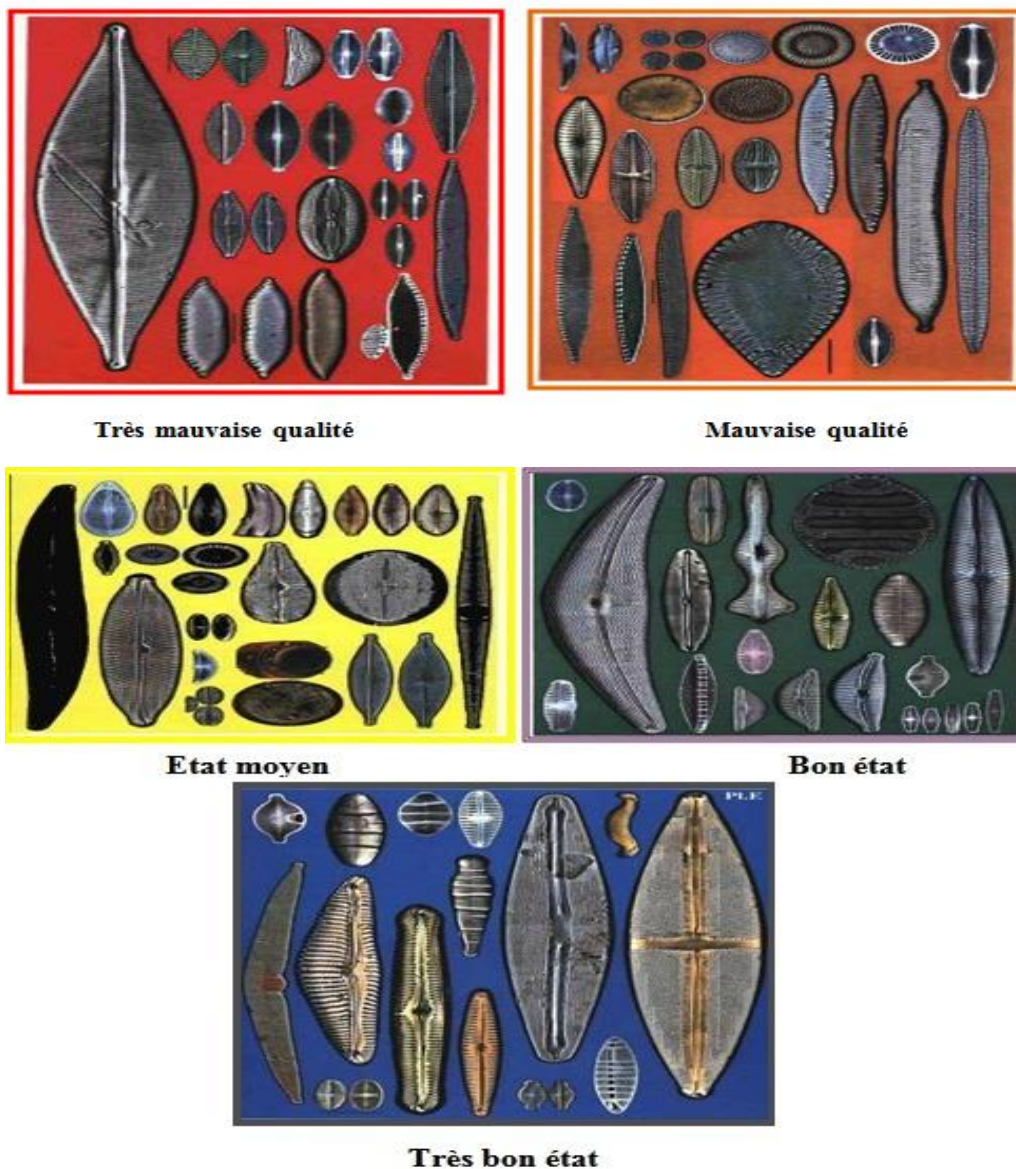 Très mauvaise qualité
Mauvaise qualité
Etat moyen
Bon état
PLE
Très bon état